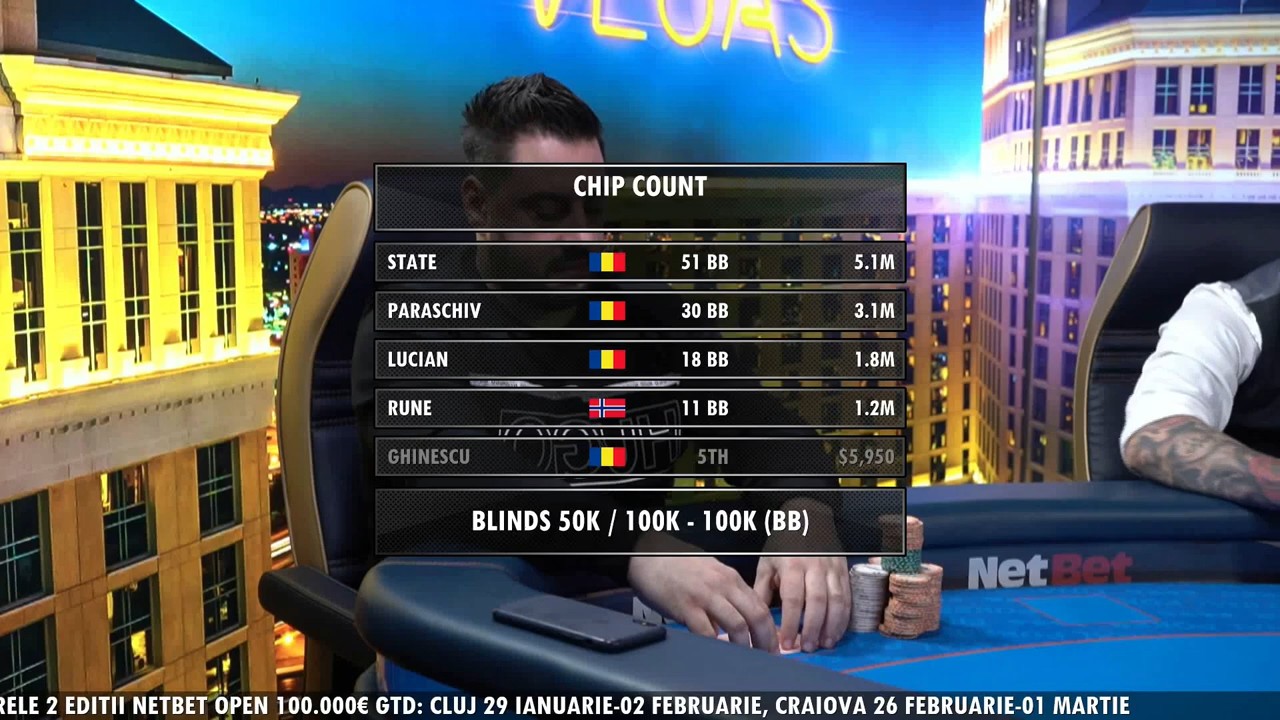 VEGAS
CHIP COUNT
STATE 51 BB 5.1M
PARASCHIV 30 BB 3.1M
LUCIAN 18 BB 1.8M
RUNE 11 BB 1.2M
GHINESCU 5TH $5,950
BLINDS 50K / 100K - 100K (BB)
NetBet
RELE 2 EDITII NETBET OPEN 100.000€ GTD: CLUJ 29 IANUARIE-02 FEBRUARIE, CRAIOVA 26 FEBRUARIE-01 MARTIE